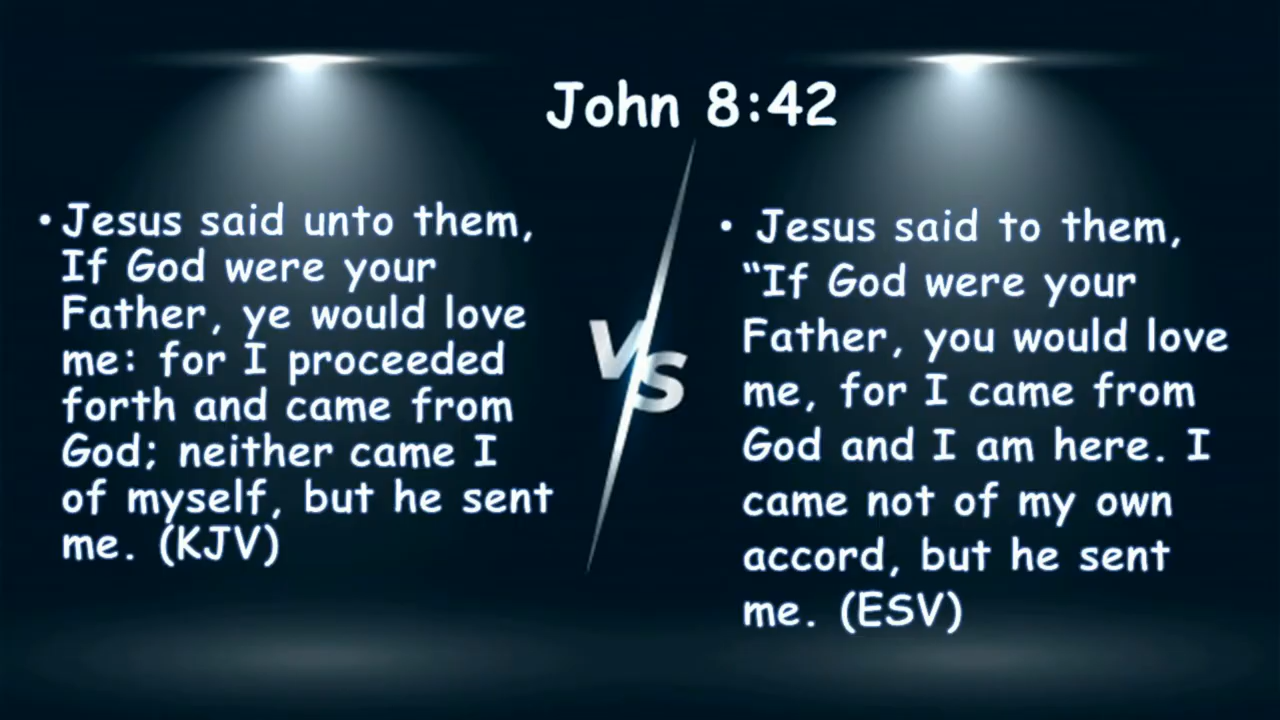 John 8:42
• Jesus said unto them,
If God were your
Father, ye would love
me: for I proceeded
forth and came from
God; neither came I
of myself, but he sent
me. (KJV)
VS
• Jesus said to them,
“If God were your
Father, you would love
me, for I came from
God and I am here. I
came not of my own
accord, but he sent
me. (ESV)